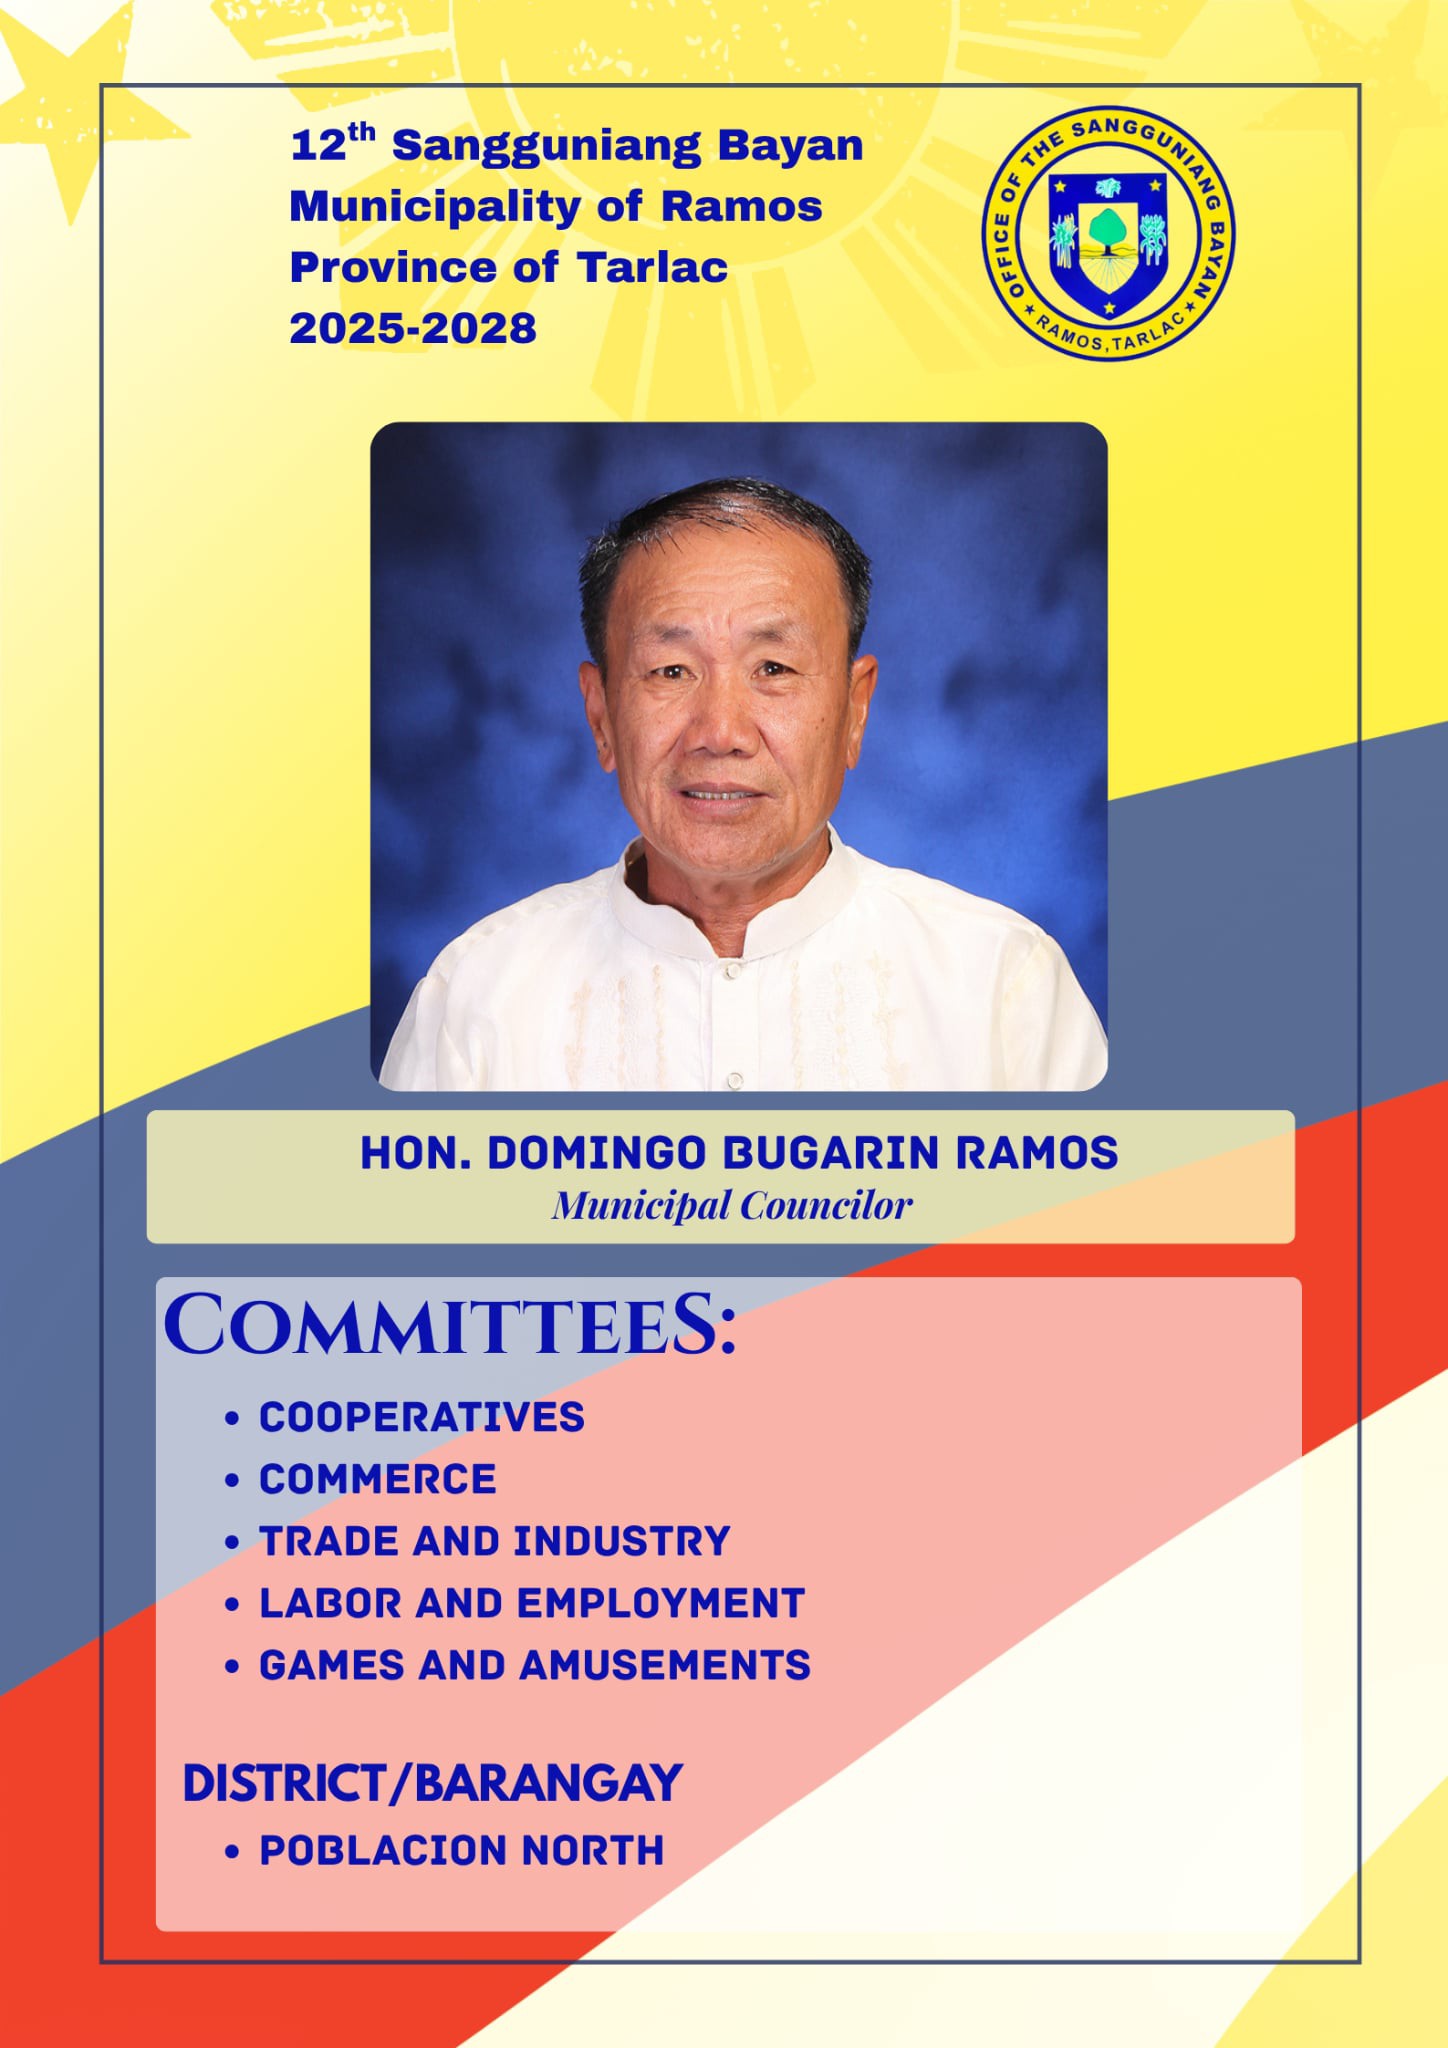 12th Sangguniang Bayan
Municipality of Ramos
Province of Tarlac
2025-2028
OFFICE OF THE SANGGUNIANG BAYAN
RAMOS, TARLAC
HON. DOMINGO BUGARIN RAMOS
Municipal Councilor
COMMITTEES:
• COOPERATIVES
• COMMERCE
• TRADE AND INDUSTRY
• LABOR AND EMPLOYMENT
• GAMES AND AMUSEMENTS
DISTRICT/BARANGAY
• POBLACION NORTH